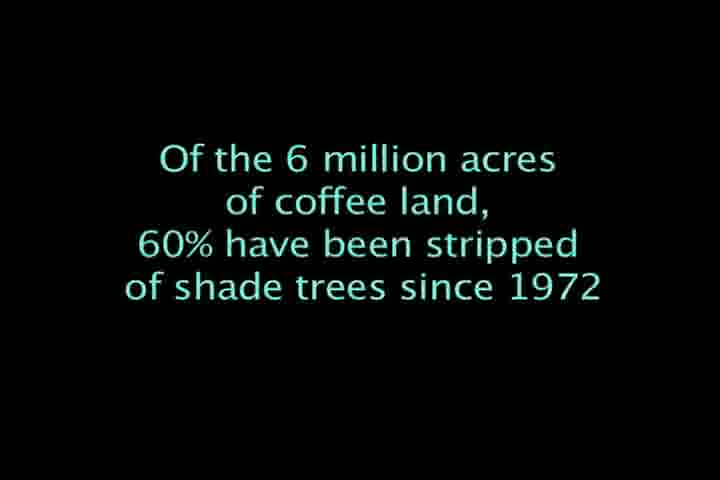 Of the 6 million acres
of coffee land,
60% have been stripped
of shade trees since 1972